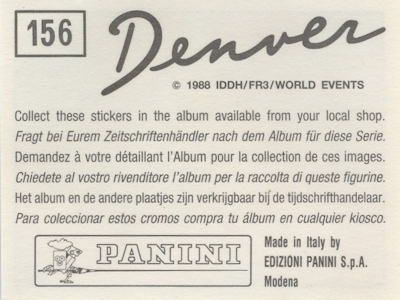 156
Denver
© 1988 IDDH/FR3/WORLD EVENTS
Collect these stickers in the album available from your local shop.
Fragt bei Eurem Zeitschriftenhändler nach dem Album für diese Serie.
Demandez à votre détaillant l'Album pour la collection de ces images.
Chiedete al vostro rivenditore l'album per la raccolta di queste figurine.
Het album en de andere plaatjes zijn verkrijgbaar bij de tijdschrifthandelaar.
Para coleccionar estos cromos compra tu álbum en cualquier kiosco.
PANINI
Made in Italy by
EDIZIONI PANINI S.p.A.
Modena